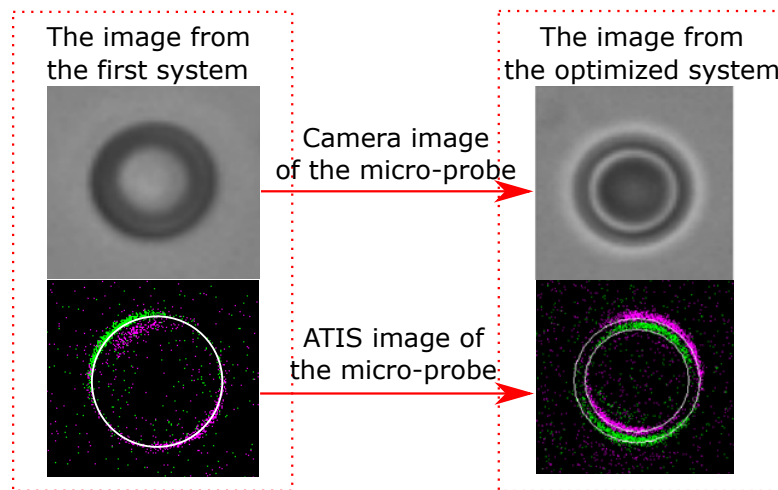 The image from
the first system
The image from
the optimized system
Camera image
of the micro-probe
ATIS image of
the micro-probe